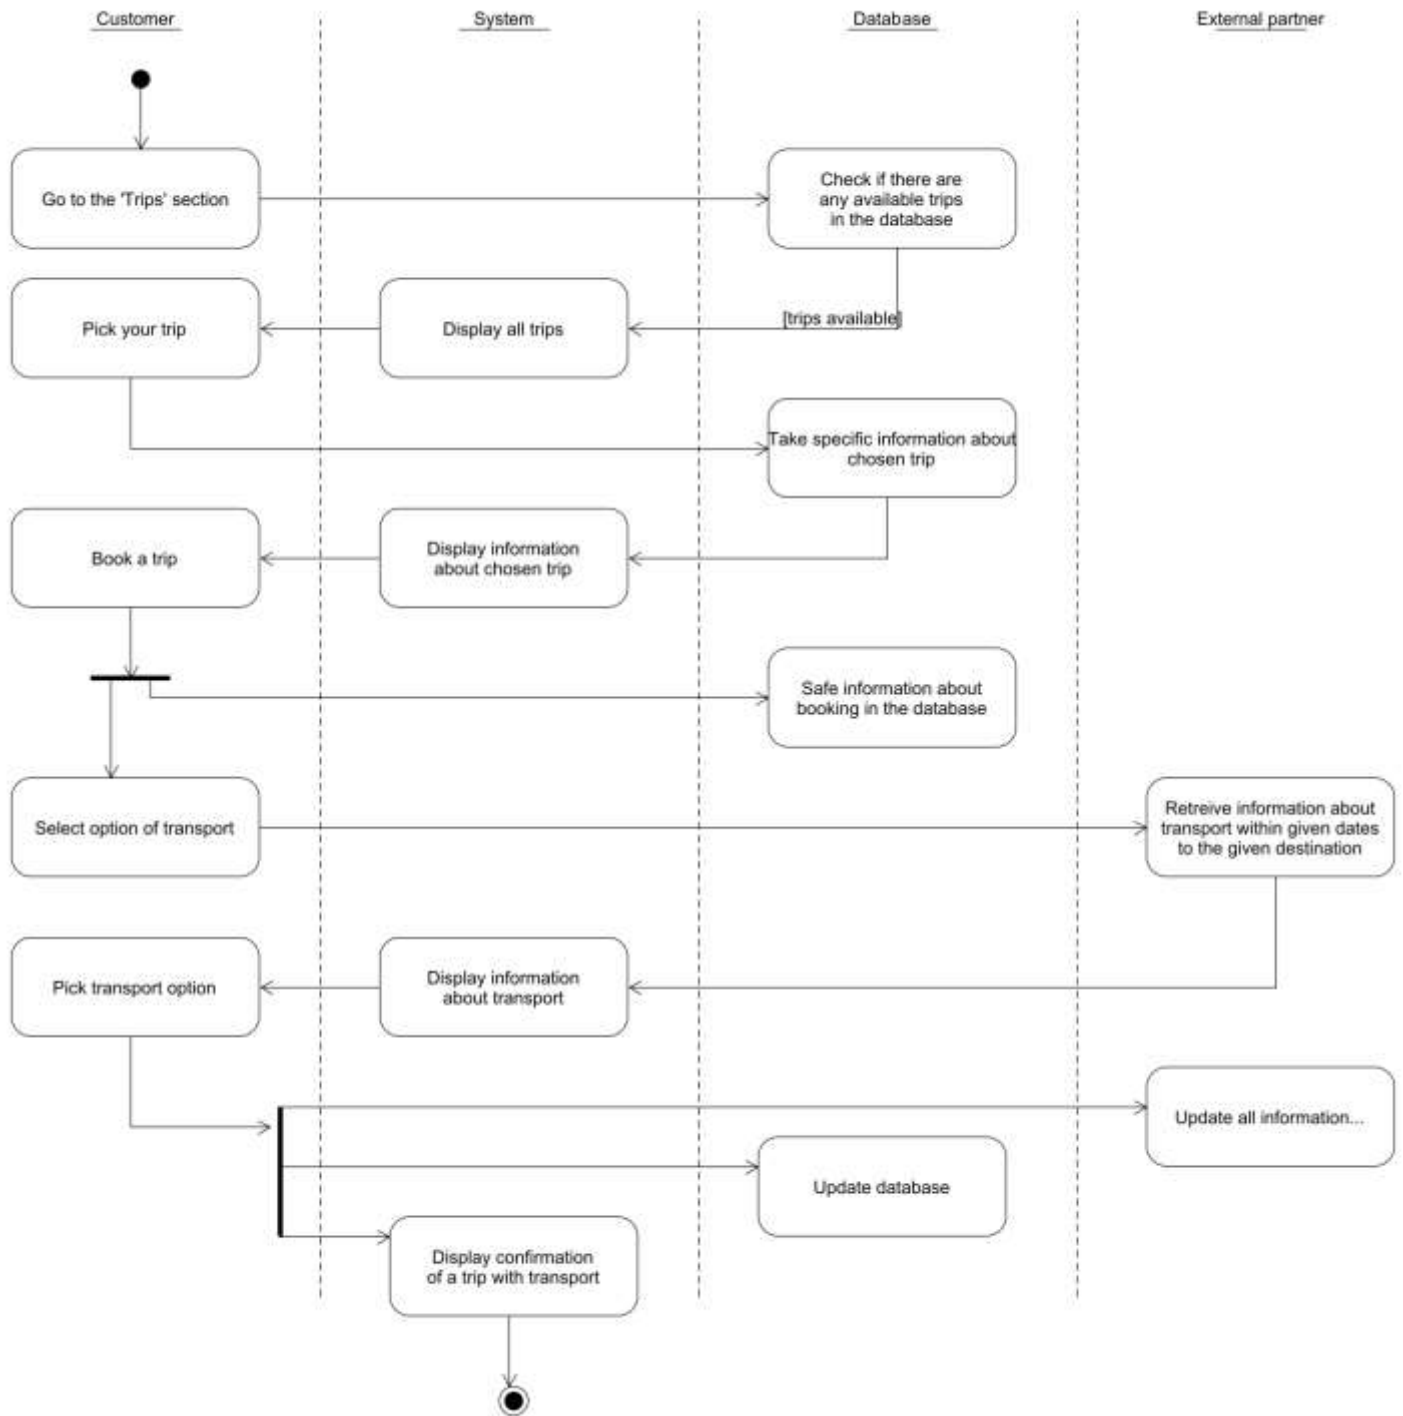 Customer
System
Database
External partner
Go to the 'Trips' section
Check if there are
any available trips
in the database
Pick your trip
Display all trips
[trips available]
Take specific information about
chosen trip
Book a trip
Display information
about chosen trip
Safe information about
booking in the database
Select option of transport
Retreive information about
transport within given dates
to the given destination
Pick transport option
Display information
about transport
Update all information...
Update database
Display confirmation
of a trip with transport